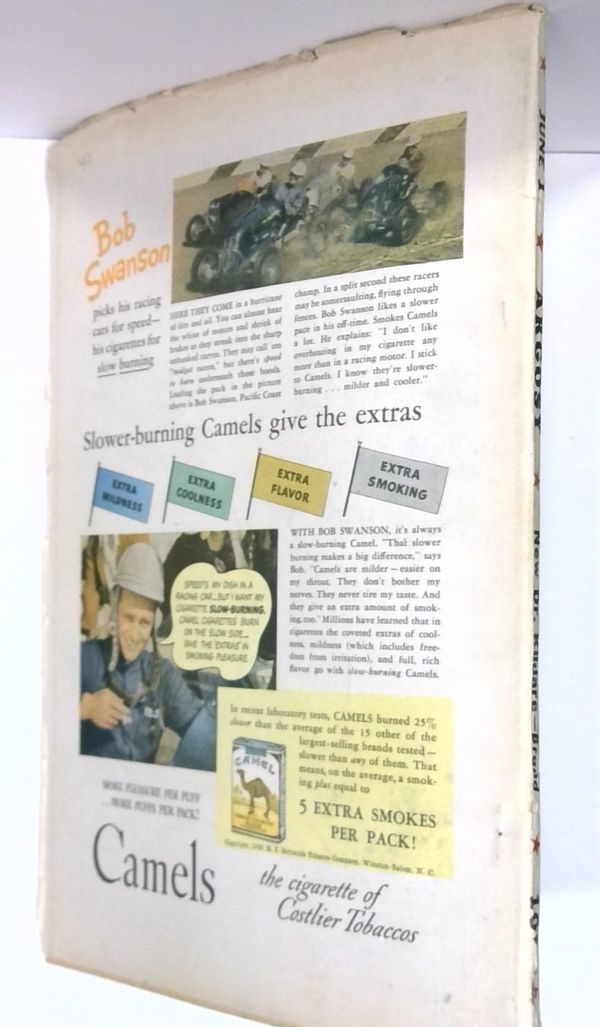 Bob
Swanson
picks his racing
cars for speed—
his cigarettes for
slow burning
HERE THEY COME in a hurricane
of din and oil. You can almost hear
the whine of motors and shriek of
brakes as they streak into the sharp
unbanked curves. They may call 'em
"midget racers," but there's speed
to burn underneath those hoods.
Leading the pack in the picture
above is Bob Swanson, Pacific Coast
champ. In a split second these racers
may be somersaulting, flying through
fences. Bob Swanson likes a slower
pace in his off-time. Smokes Camels
a lot. He explains: "I don't like
overheating in my cigarette any
more than in a racing motor. I stick
to Camels. I know they're slower-
burning . . . milder and cooler."
Slower-burning Camels give the extras
EXTRA
MILDNESS
EXTRA
COOLNESS
EXTRA
FLAVOR
EXTRA
SMOKING
SPEED'S MY DISH IN A
RACING CAR...BUT I WANT MY
CIGARETTE SLOW-BURNING.
CAMEL CIGARETTES BURN
ON THE SLOW SIDE...
GIVE THE 'EXTRAS' IN
SMOKING PLEASURE
WITH BOB SWANSON, it's always
a slow-burning Camel. "That slower
burning makes a big difference," says
Bob. "Camels are milder—easier on
my throat. They don't bother my
nerves. They never tire my taste. And
they give an extra amount of smok-
ing, too." Millions have learned that in
cigarettes the coveted extras of cool-
ness, mildness (which includes free-
dom from irritation), and full, rich
flavor go with slow-burning Camels.
In recent laboratory tests, CAMELS burned 25%
slower than the average of the 15 other of the
largest-selling brands tested—
slower than any of them. That
means, on the average, a smok-
ing plus equal to
5 EXTRA SMOKES
PER PACK!
CAMEL
Copyright, 1940, R. J. Reynolds Tobacco Company, Winston-Salem, N. C.
MORE PLEASURE PER PUFF
...MORE PUFFS PER PACK!
Camels
the cigarette of
Costlier Tobaccos
JUNE 1 ★ ARGOSY ★ New Dr. Kildare—Brand ★ 10¢